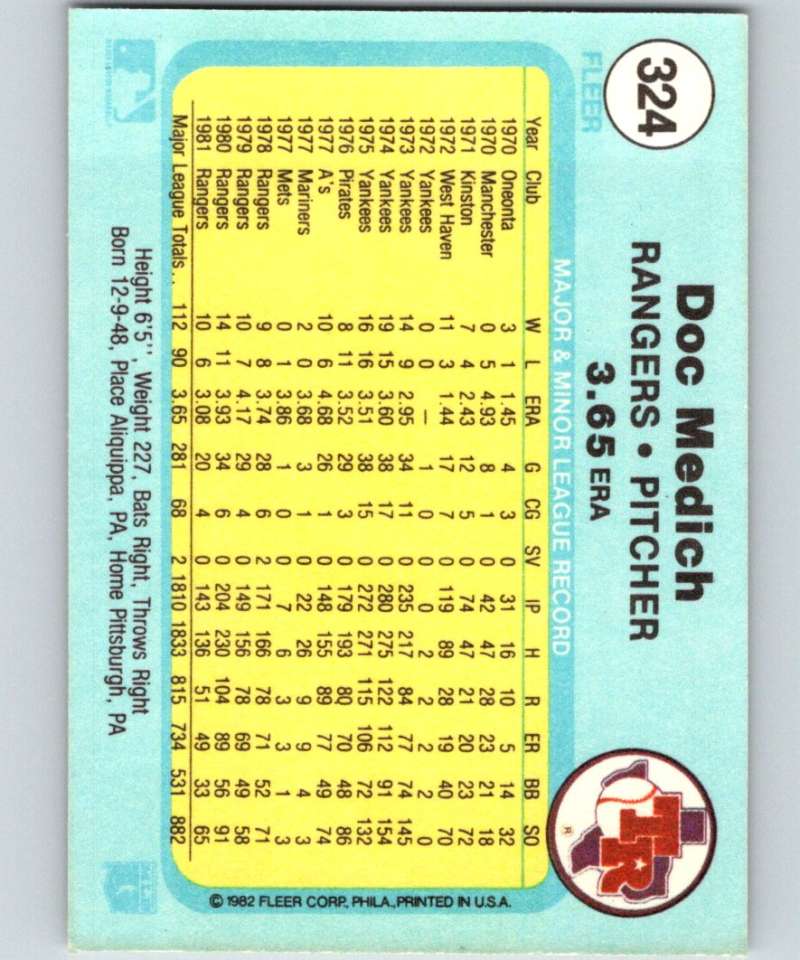 324
FLEER
Doc Medich
RANGERS • PITCHER
3.65 ERA
MAJOR & MINOR LEAGUE RECORD
Year Club W L ERA G CG SV IP H R ER BB SO
1970 Oneonta 3 1 1.45 4 3 0 31 16 10 5 14 32
1970 Manchester 0 5 4.93 8 1 0 42 47 28 23 21 18
1971 Kinston 7 4 2.43 12 5 0 74 47 21 20 23 72
1972 West Haven 11 3 1.44 17 7 0 119 89 28 19 40 70
1972 Yankees 0 0 — 1 0 0 0 2 2 2 2 0
1973 Yankees 14 9 2.95 34 11 0 235 217 84 77 74 145
1974 Yankees 19 15 3.60 38 17 0 280 275 122 112 91 154
1975 Yankees 16 16 3.51 38 15 0 272 271 115 106 72 132
1976 Pirates 8 11 3.52 29 3 0 179 193 80 70 48 86
1977 A's 10 6 4.68 26 1 0 148 155 89 77 49 74
1977 Mariners 2 0 3.68 3 1 0 22 26 9 9 4 3
1977 Mets 0 1 3.86 1 0 0 7 6 3 3 1 3
1978 Rangers 9 8 3.74 28 6 2 171 166 78 71 52 71
1979 Rangers 10 7 4.17 29 4 0 149 156 78 69 49 58
1980 Rangers 14 11 3.93 34 6 0 204 230 104 89 56 91
1981 Rangers 10 6 3.08 20 4 0 143 136 51 49 33 65
Major League Totals.. 112 90 3.65 281 68 2 1810 1833 815 734 531 882
Height 6'5'', Weight 227, Bats Right, Throws Right
Born 12-9-48, Place Aliquippa, PA, Home Pittsburgh, PA
TR
®
© 1982 FLEER CORP., PHILA., PRINTED IN U.S.A.